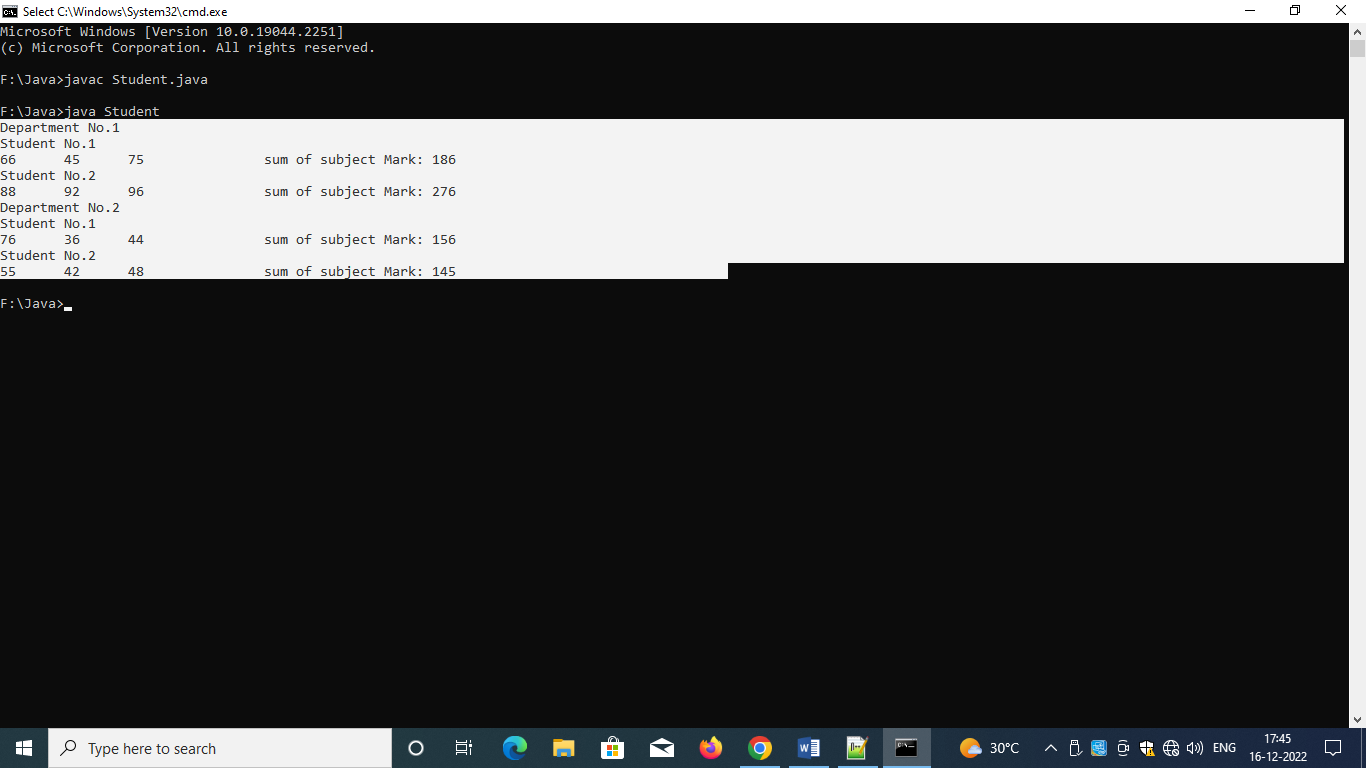 Select C:\Windows\System32\cmd.exe
Microsoft Windows [Version 10.0.19044.2251]
(c) Microsoft Corporation. All rights reserved.
F:\Java>javac Student.java
F:\Java>java Student
Department No.1
Student No.1
66 45 75 sum of subject Mark: 186
Student No.2
88 92 96 sum of subject Mark: 276
Department No.2
Student No.1
76 36 44 sum of subject Mark: 156
Student No.2
55 42 48 sum of subject Mark: 145
F:\Java>
Type here to search
30°C
ENG
17:45
16-12-2022